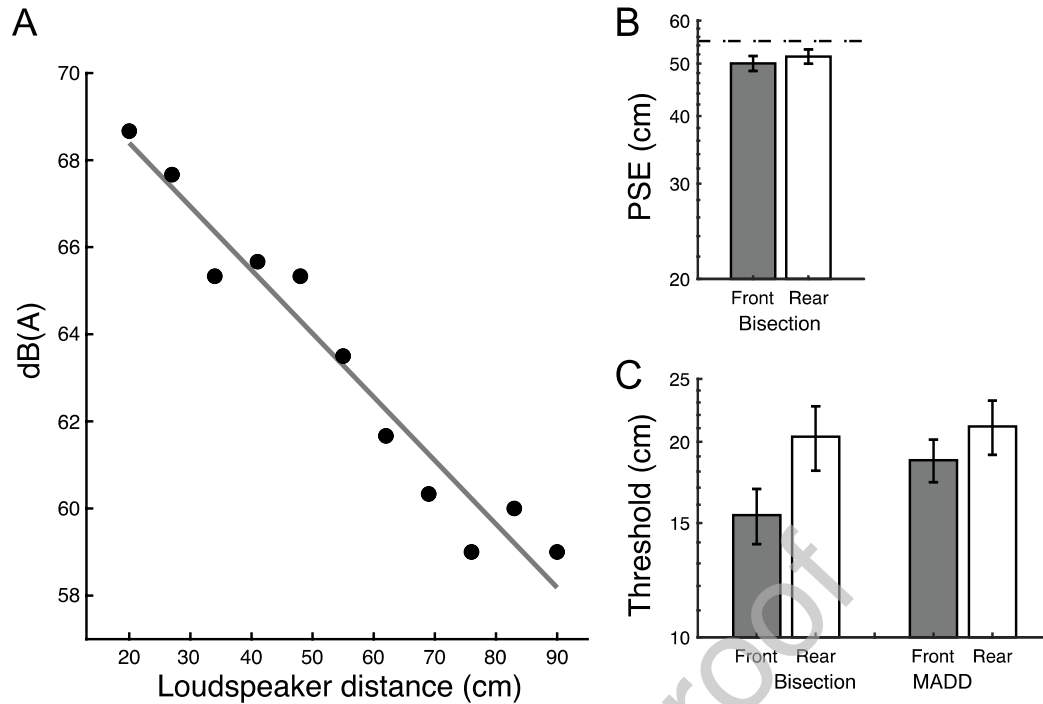 A
70
68
66
64
62
60
58
dB(A)
20 30 40 50 60 70 80 90
Loudspeaker distance (cm)
B
60
50
40
30
20
PSE (cm)
Front Rear
Bisection
C
25
20
15
10
Threshold (cm)
Front Rear Front Rear
Bisection MADD
roof